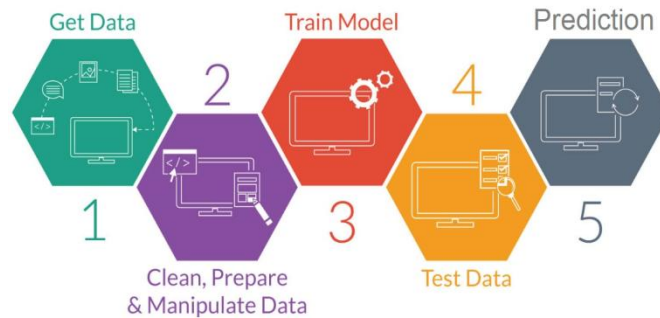 Get Data
1
2
Clean, Prepare
& Manipulate Data
Train Model
3
4
Test Data
Prediction
5
</>
</>